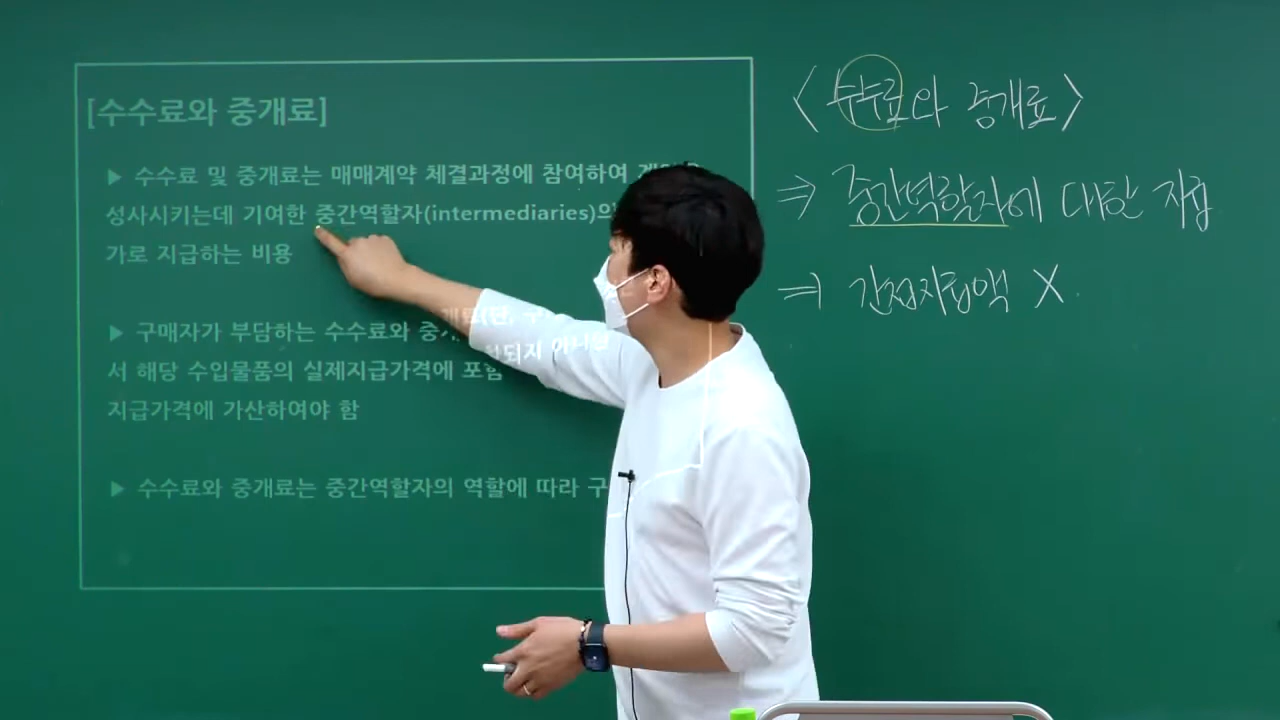 [수수료와 중개료]
▶ 수수료 및 중개료는 매매계약 체결과정에 참여하여
성사시키는데 기여한 중간역할자(intermediaries)의
가로 지급하는 비용
▶ 구매자가 부담하는 수수료와 중개료(단, 수
서 해당 수입물품의 실제지급가격에 포함되지 아니한
지급가격에 가산하여야 함
▶ 수수료와 중개료는 중간역할자의 역할에 따라 구
<수수료와 중개료>
⇒ 중간역할자에 대한 지급
⇒ 간접지급액 X